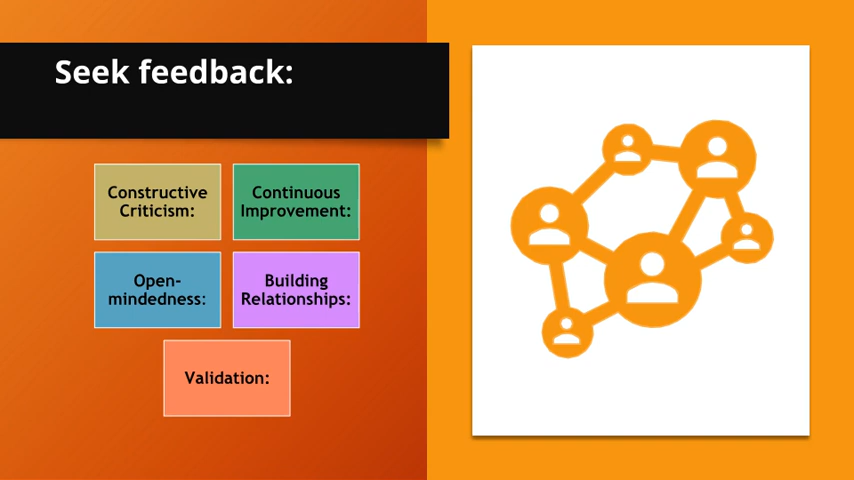 Seek feedback:
Constructive
Criticism:
Continuous
Improvement:
Open-
mindedness:
Building
Relationships:
Validation: